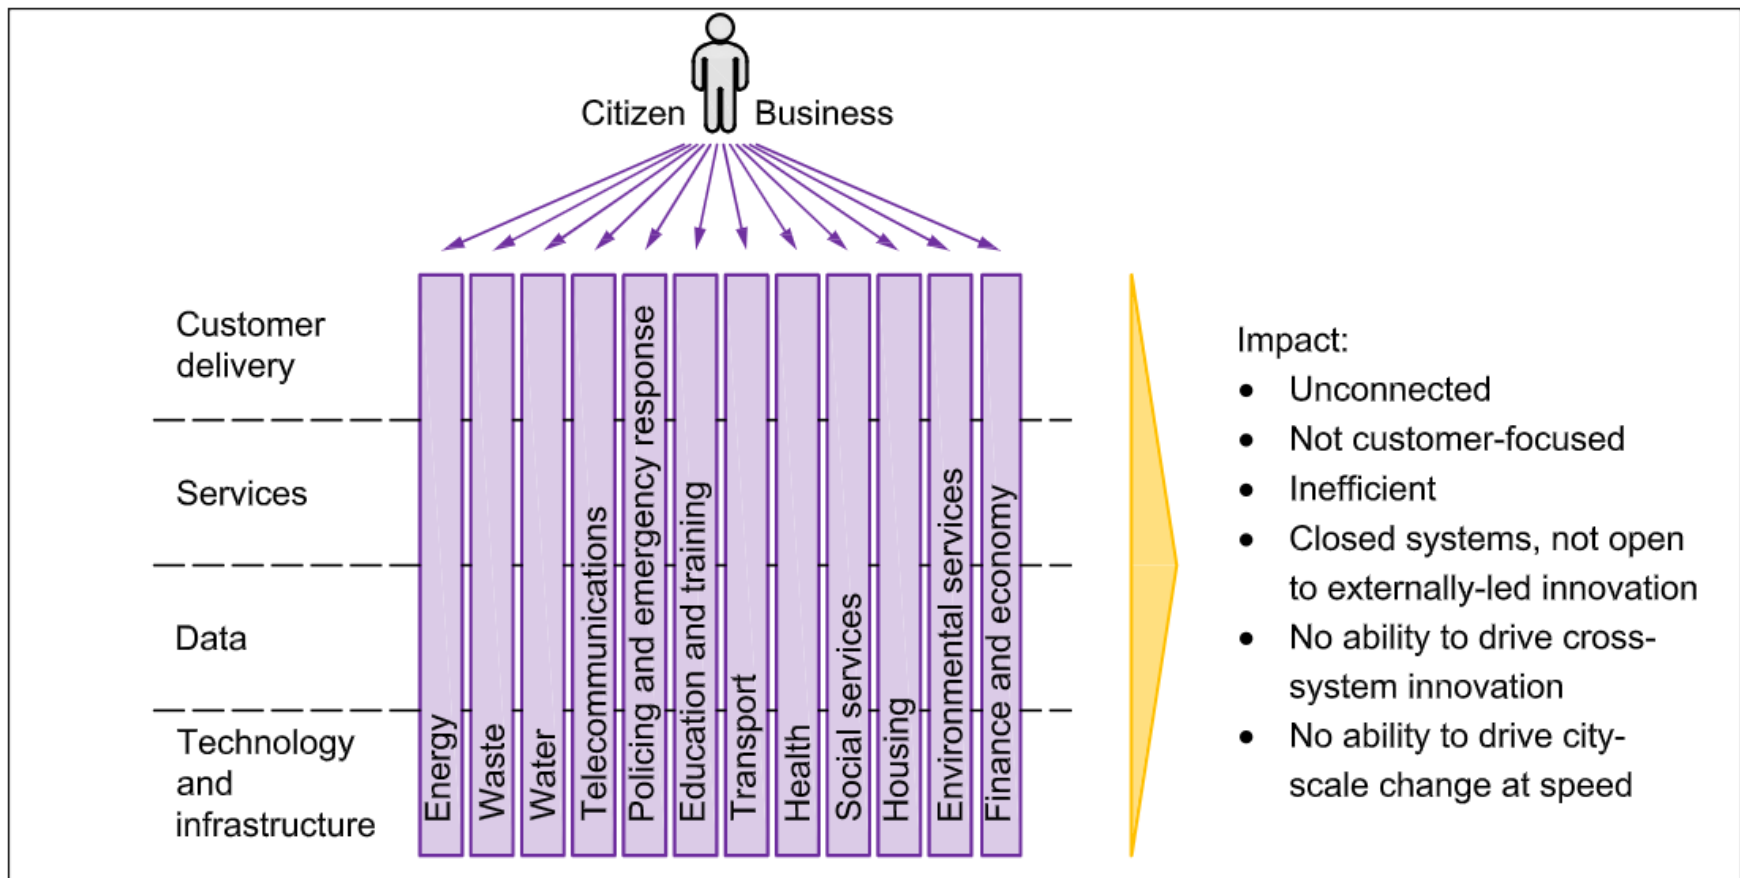 Citizen Business
Customer
delivery
Services
Data
Technology
and
infrastructure
Energy
Waste
Water
Telecommunications
Policing and emergency response
Education and training
Transport
Health
Social services
Housing
Environmental services
Finance and economy
Impact:
● Unconnected
● Not customer-focused
● Inefficient
● Closed systems, not open
to externally-led innovation
● No ability to drive cross-
system innovation
● No ability to drive city-
scale change at speed